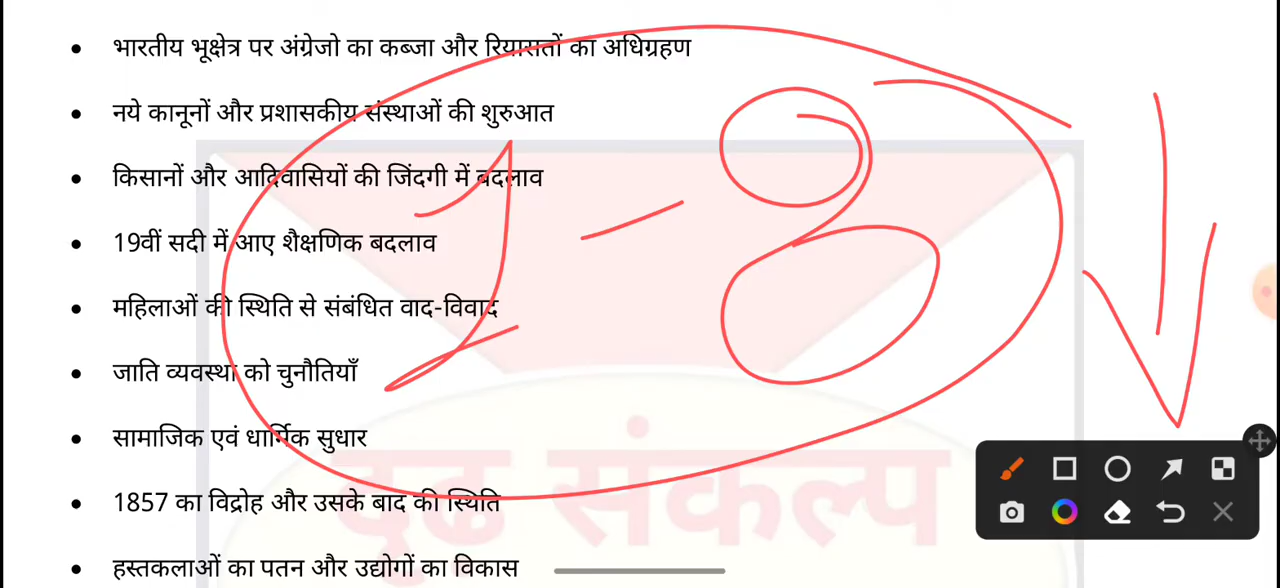 • भारतीय भूक्षेत्र पर अंग्रेजो का कब्जा और रियासतों का अधिग्रहण
• नये कानूनों और प्रशासकीय संस्थाओं की शुरुआत
• किसानों और आदिवासियों की जिंदगी में बदलाव
• 19वीं सदी में आए शैक्षणिक बदलाव
• महिलाओं की स्थिति से संबंधित वाद-विवाद
• जाति व्यवस्था को चुनौतियाँ
• सामाजिक एवं धार्मिक सुधार
• 1857 का विद्रोह और उसके बाद की स्थिति
• हस्तकलाओं का पतन और उद्योगों का विकास
1 - 8
दृढ संकल्प